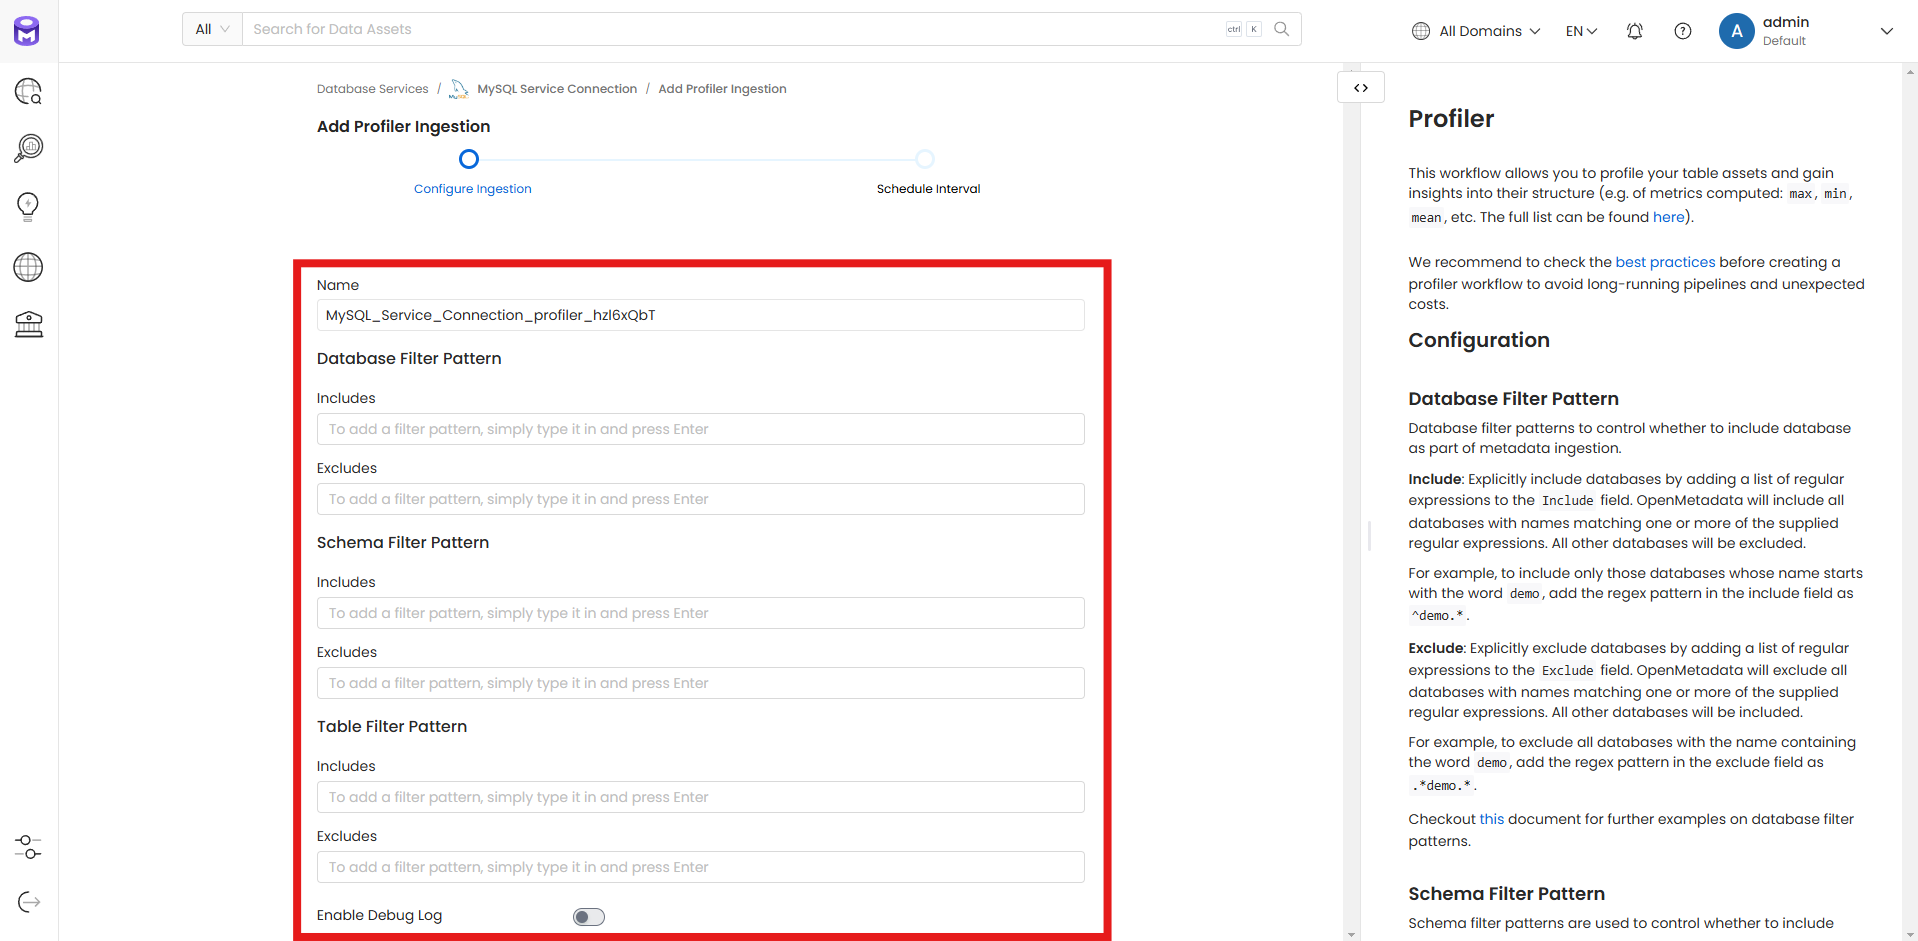 All
Search for Data Assets
ctrl K
All Domains
EN
A
admin
Default
Database Services / MySQL Service Connection / Add Profiler Ingestion
Add Profiler Ingestion
Configure Ingestion
Schedule Interval
Name
MySQL_Service_Connection_profiler_hzl6xQbT
Database Filter Pattern
Includes
To add a filter pattern, simply type it in and press Enter
Excludes
To add a filter pattern, simply type it in and press Enter
Schema Filter Pattern
Includes
To add a filter pattern, simply type it in and press Enter
Excludes
To add a filter pattern, simply type it in and press Enter
Table Filter Pattern
Includes
To add a filter pattern, simply type it in and press Enter
Excludes
To add a filter pattern, simply type it in and press Enter
Enable Debug Log
Profiler
This workflow allows you to profile your table assets and gain
insights into their structure (e.g. of metrics computed: max, min,
mean, etc. The full list can be found here).
We recommend to check the best practices before creating a
profiler workflow to avoid long-running pipelines and unexpected
costs.
Configuration
Database Filter Pattern
Database filter patterns to control whether to include database
as part of metadata ingestion.
Include: Explicitly include databases by adding a list of regular
expressions to the Include field. OpenMetadata will include all
databases with names matching one or more of the supplied
regular expressions. All other databases will be excluded.
For example, to include only those databases whose name starts
with the word demo, add the regex pattern in the include field as
^demo.*.
Exclude: Explicitly exclude databases by adding a list of regular
expressions to the Exclude field. OpenMetadata will exclude all
databases with names matching one or more of the supplied
regular expressions. All other databases will be included.
For example, to exclude all databases with the name containing
the word demo, add the regex pattern in the exclude field as
.*demo.*.
Checkout this document for further examples on database filter
patterns.
Schema Filter Pattern
Schema filter patterns are used to control whether to include